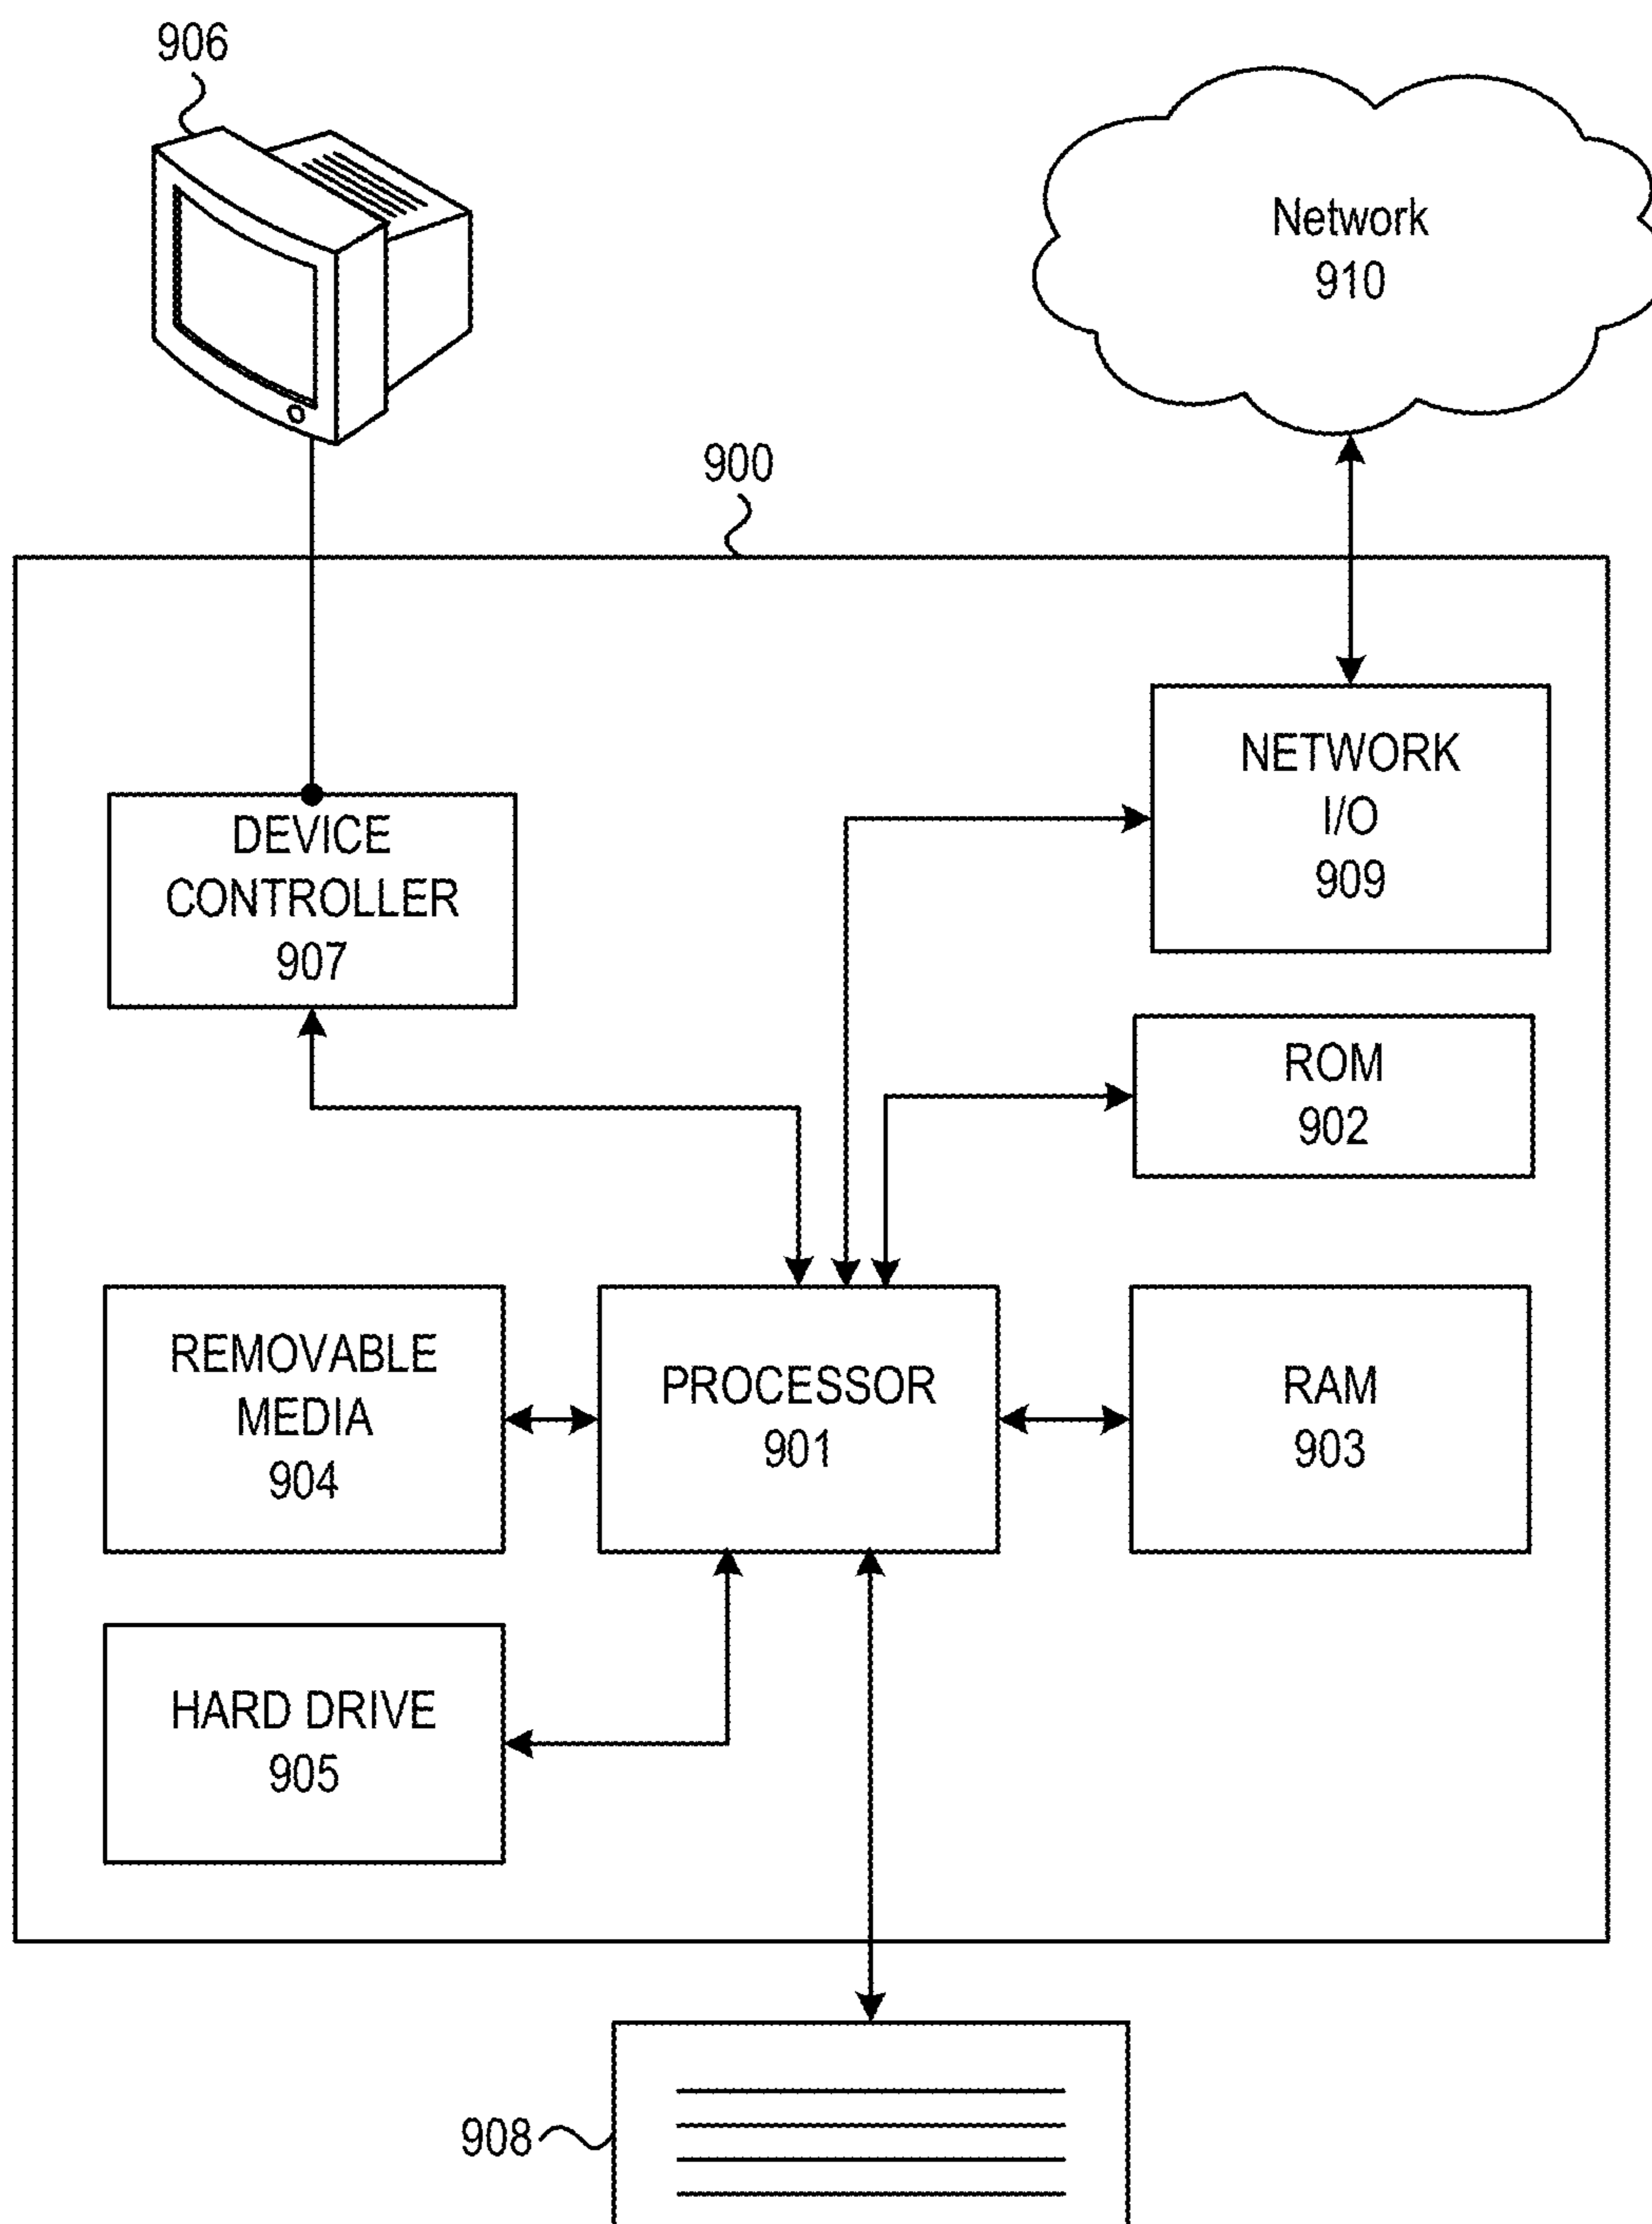 906
Network
910
900
NETWORK
I/O
909
DEVICE
CONTROLLER
907
ROM
902
REMOVABLE
MEDIA
904
PROCESSOR
901
RAM
903
HARD DRIVE
905
908